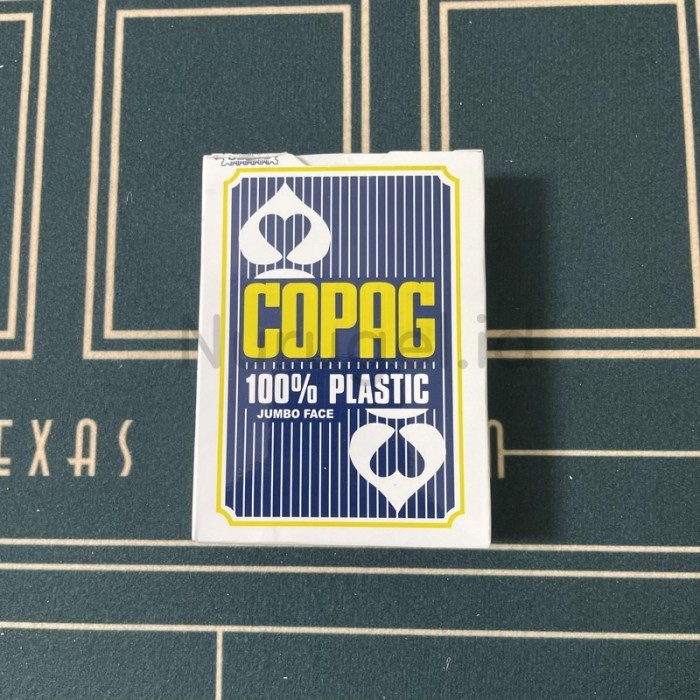 COPAG
100% PLASTIC
JUMBO FACE
EXAS